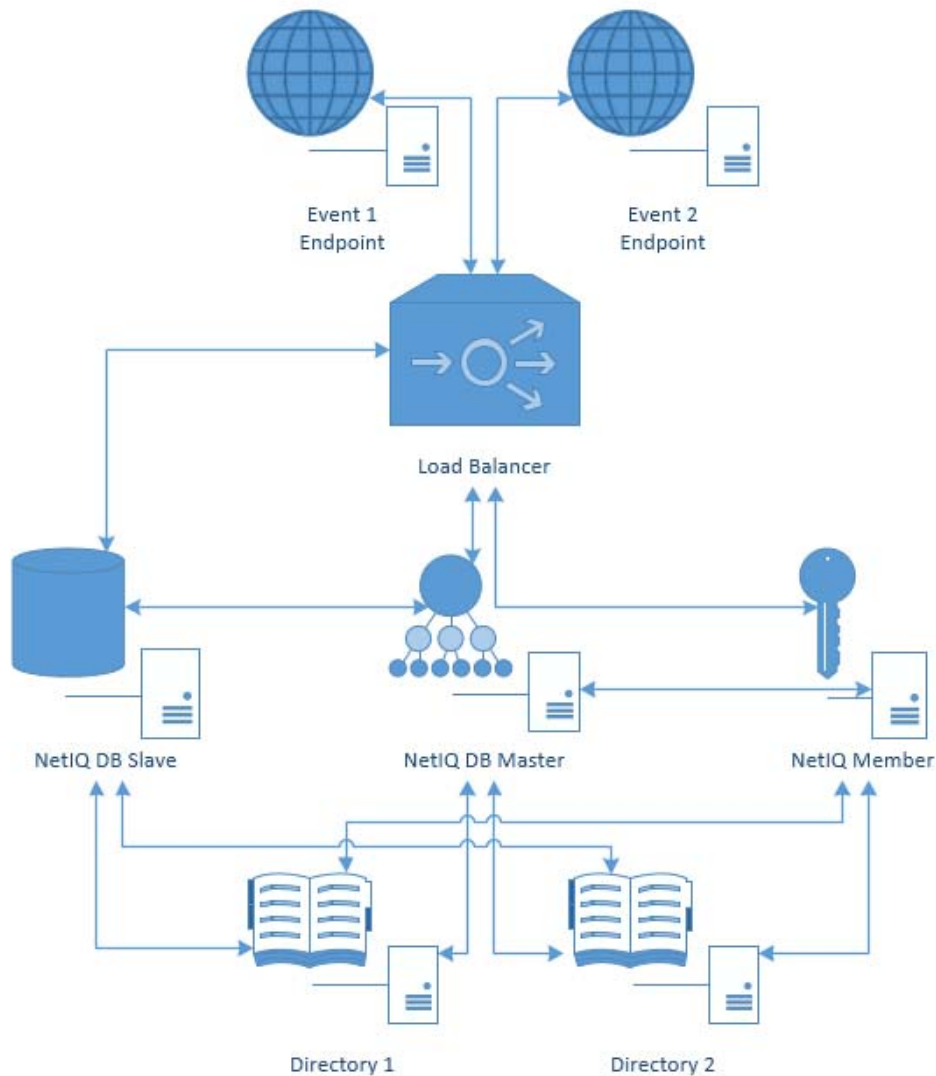 Event 1
Endpoint
Event 2
Endpoint
Load Balancer
NetIQ DB Slave
NetIQ DB Master
NetIQ Member
Directory 1
Directory 2